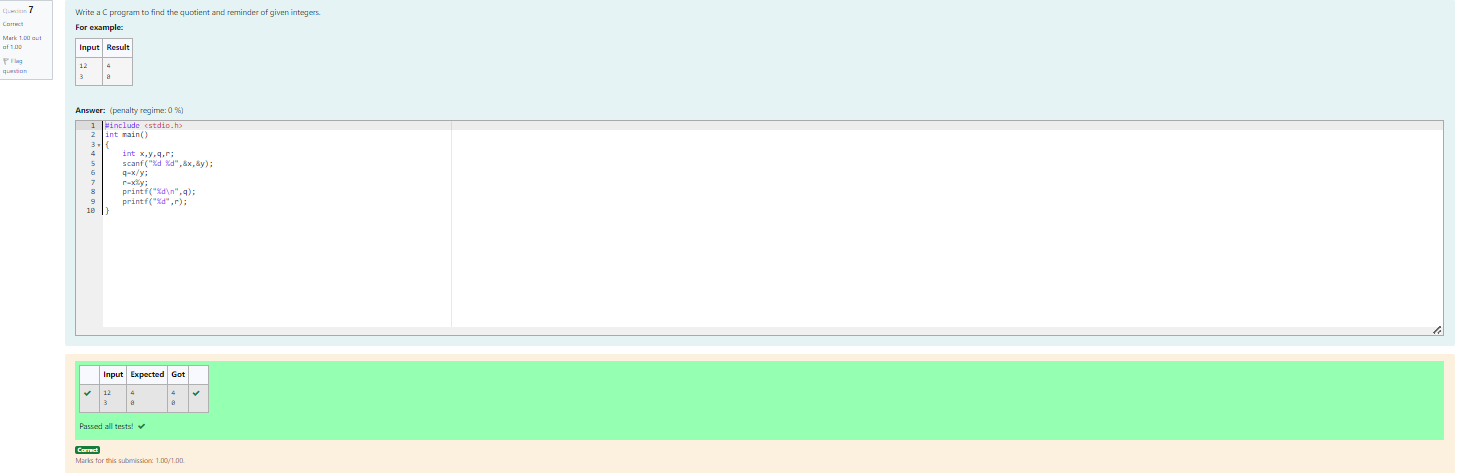 Question 7
Correct
Mark 1.00 out
of 1.00
Flag
question
Write a C program to find the quotient and reminder of given integers.
For example:
Input Result
12 4
3 0
Answer: (penalty regime: 0 %)
1 #include <stdio.h>
2 int main()
3 {
4 int x,y,q,r;
5 scanf("%d %d",&x,&y);
6 q=x/y;
7 r=x%y;
8 printf("%d\n",q);
9 printf("%d",r);
10 }
Input Expected Got
12 4 4
3 0 0
Passed all tests!
Correct
Marks for this submission: 1.00/1.00.